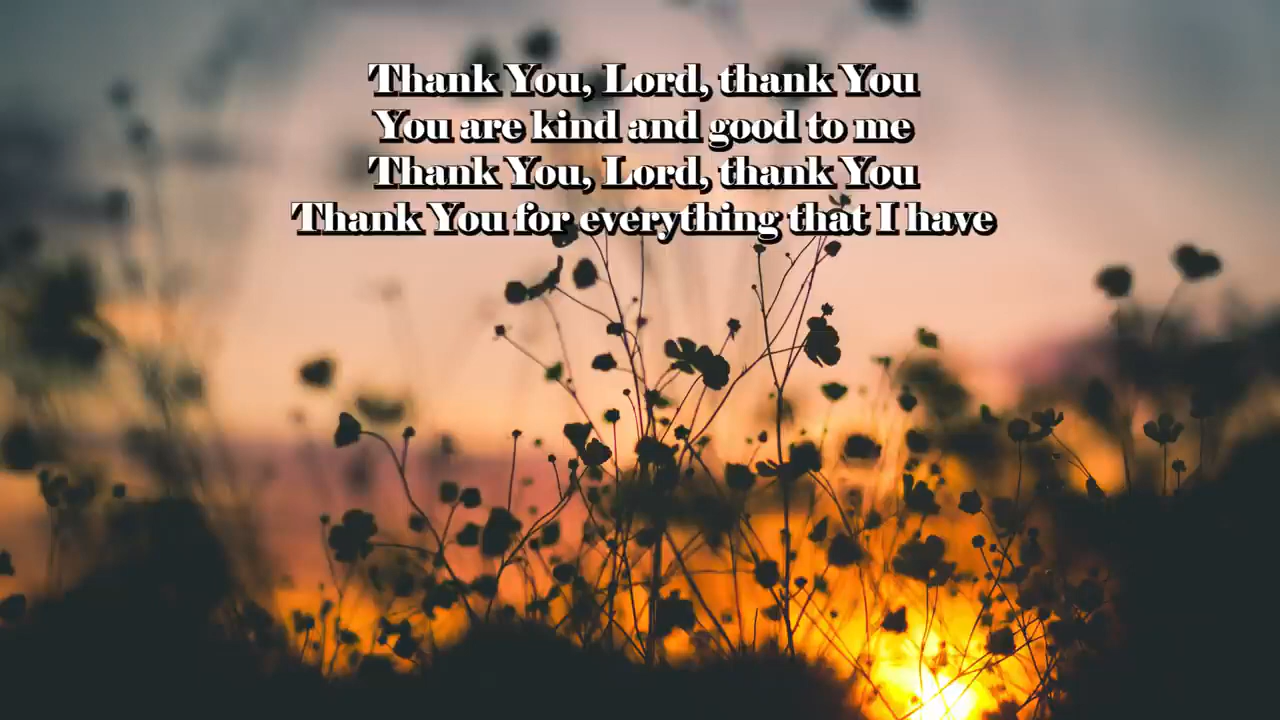 Thank You, Lord, thank You
You are kind and good to me
Thank You, Lord, thank You
Thank You for everything that I have